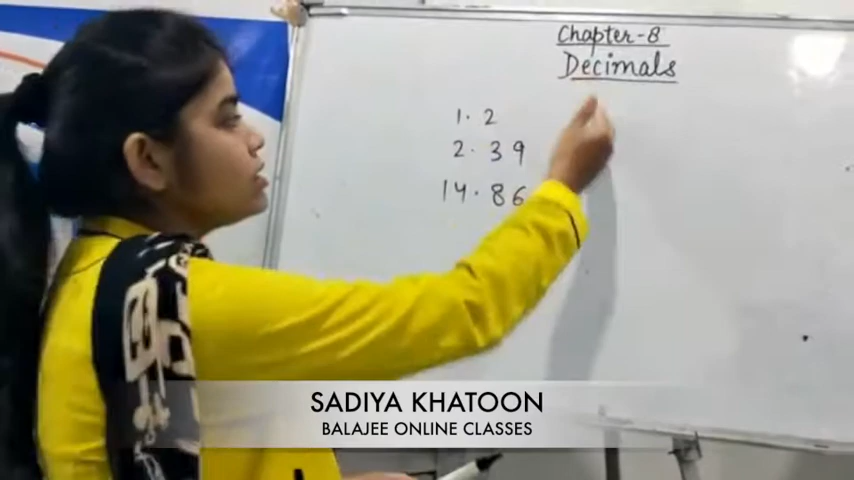 Chapter-8
Decimals
1.2
2.39
14.86
SADIYA KHATOON
BALAJEE ONLINE CLASSES